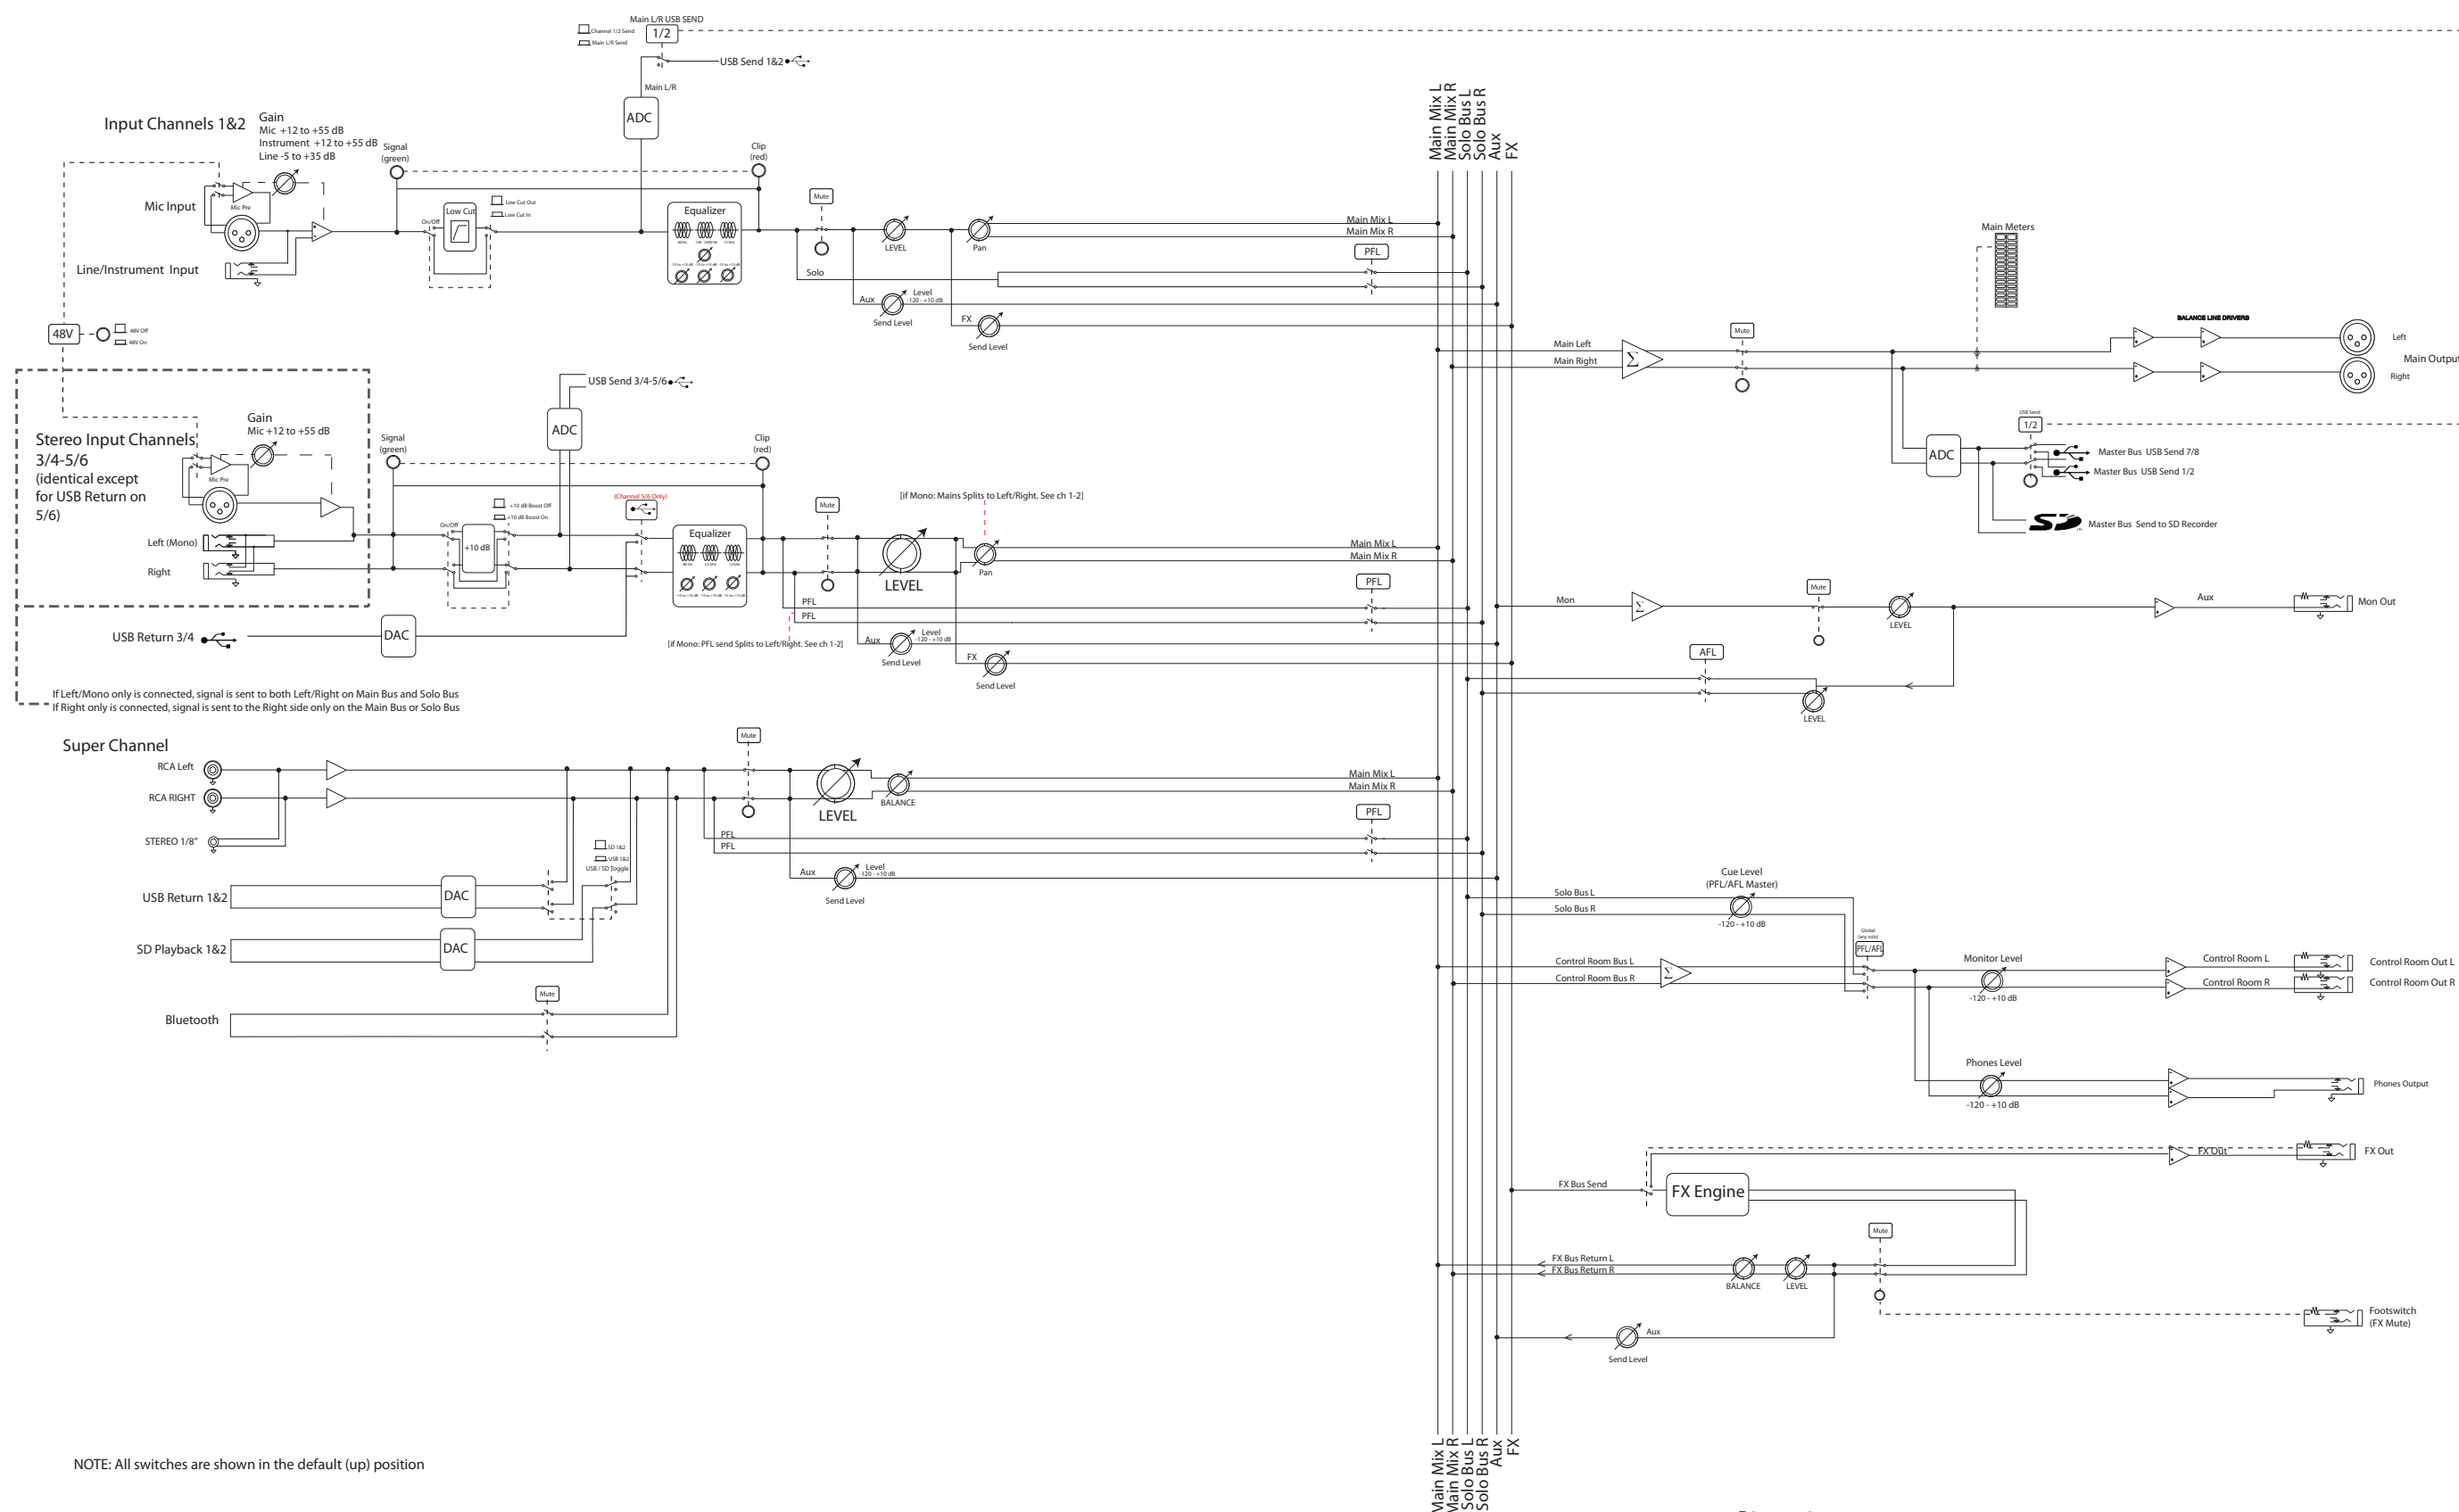 Main L/R USB SEND
1/2
Channel 1/2 Send
Main L/R Send
USB Send 1&2
Main L/R
ADC
Input Channels 1&2
Gain
Mic +12 to +55 dB
Instrument +12 to +55 dB
Line -5 to +35 dB
Signal
(green)
Clip
(red)
Mic Input
Mic Pre
On/Off
Low Cut
Low Cut Out
Low Cut In
Equalizer
Mute
LEVEL
Pan
Main Mix L
Main Mix R
PFL
Solo
Line/Instrument Input
Aux
Level
-120 - +10 dB
Send Level
FX
Send Level
48V
48V Off
48V On
Main Mix L
Main Mix R
Solo Bus L
Solo Bus R
Aux
FX
Main Meters
BALANCE LINE DRIVERS
Mute
Main Left
Main Right
Σ
Left
Main Output
Right
USB Send
1/2
ADC
Master Bus USB Send 7/8
Master Bus USB Send 1/2
SD
Master Bus Send to SD Recorder
USB Send 3/4-5/6
ADC
Stereo Input Channels
3/4-5/6
(identical except
for USB Return on
5/6)
Gain
Mic +12 to +55 dB
Mic Pre
Signal
(green)
Clip
(red)
Left (Mono)
Right
On/Off
+10 dB
+10 dB Boost Off
+10 dB Boost On
(Channel 5/6 Only)
Equalizer
Mute
LEVEL
[if Mono: Mains Splits to Left/Right. See ch 1-2]
Pan
Main Mix L
Main Mix R
PFL
PFL
PFL
[if Mono: PFL send Splits to Left/Right. See ch 1-2]
Aux
Level
-120 - +10 dB
Send Level
FX
Send Level
USB Return 3/4
DAC
If Left/Mono only is connected, signal is sent to both Left/Right on Main Bus and Solo Bus
If Right only is connected, signal is sent to the Right side only on the Main Bus or Solo Bus
Mon
Σ
Mute
LEVEL
Aux
Mon Out
AFL
LEVEL
Super Channel
RCA Left
RCA RIGHT
STEREO 1/8"
Mute
LEVEL
BALANCE
Main Mix L
Main Mix R
PFL
PFL
PFL
Aux
Level
-120 - +10 dB
Send Level
SD 1&2
USB 1&2
USB / SD Toggle
USB Return 1&2
DAC
SD Playback 1&2
DAC
Mute
Bluetooth
Cue Level
(PFL/AFL Master)
-120 - +10 dB
Solo Bus L
Solo Bus R
Global
(any solo)
PFL/AFL
Control Room Bus L
Control Room Bus R
Σ
Monitor Level
-120 - +10 dB
Control Room L
Control Room R
Control Room Out L
Control Room Out R
Phones Level
-120 - +10 dB
Phones Output
FX Out
FX Out
FX Bus Send
FX Engine
Mute
FX Bus Return L
FX Bus Return R
BALANCE
LEVEL
Footswitch
(FX Mute)
Aux
Send Level
Main Mix L
Main Mix R
Solo Bus L
Solo Bus R
Aux
FX
NOTE: All switches are shown in the default (up) position